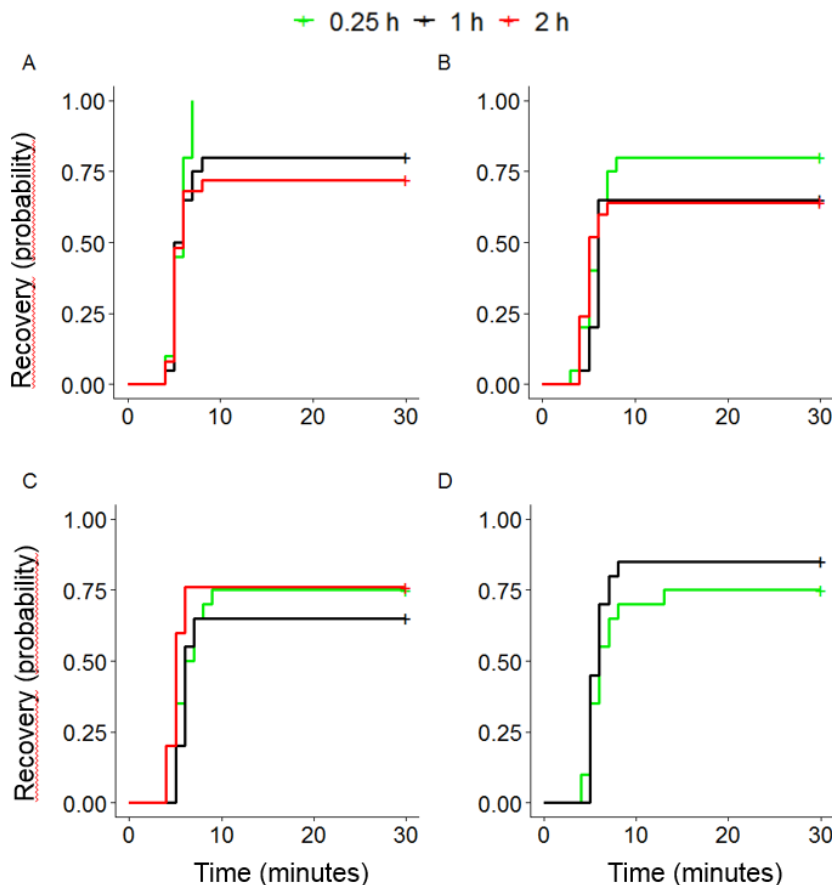 0.25 h 1 h 2 h
A B
1.00 1.00
0.75 0.75
0.50 0.50
0.25 0.25
0.00 0.00
Recovery (probability)
0 10 20 30 0 10 20 30
C D
1.00 1.00
0.75 0.75
0.50 0.50
0.25 0.25
0.00 0.00
Recovery (probability)
0 10 20 30 0 10 20 30
Time (minutes) Time (minutes)